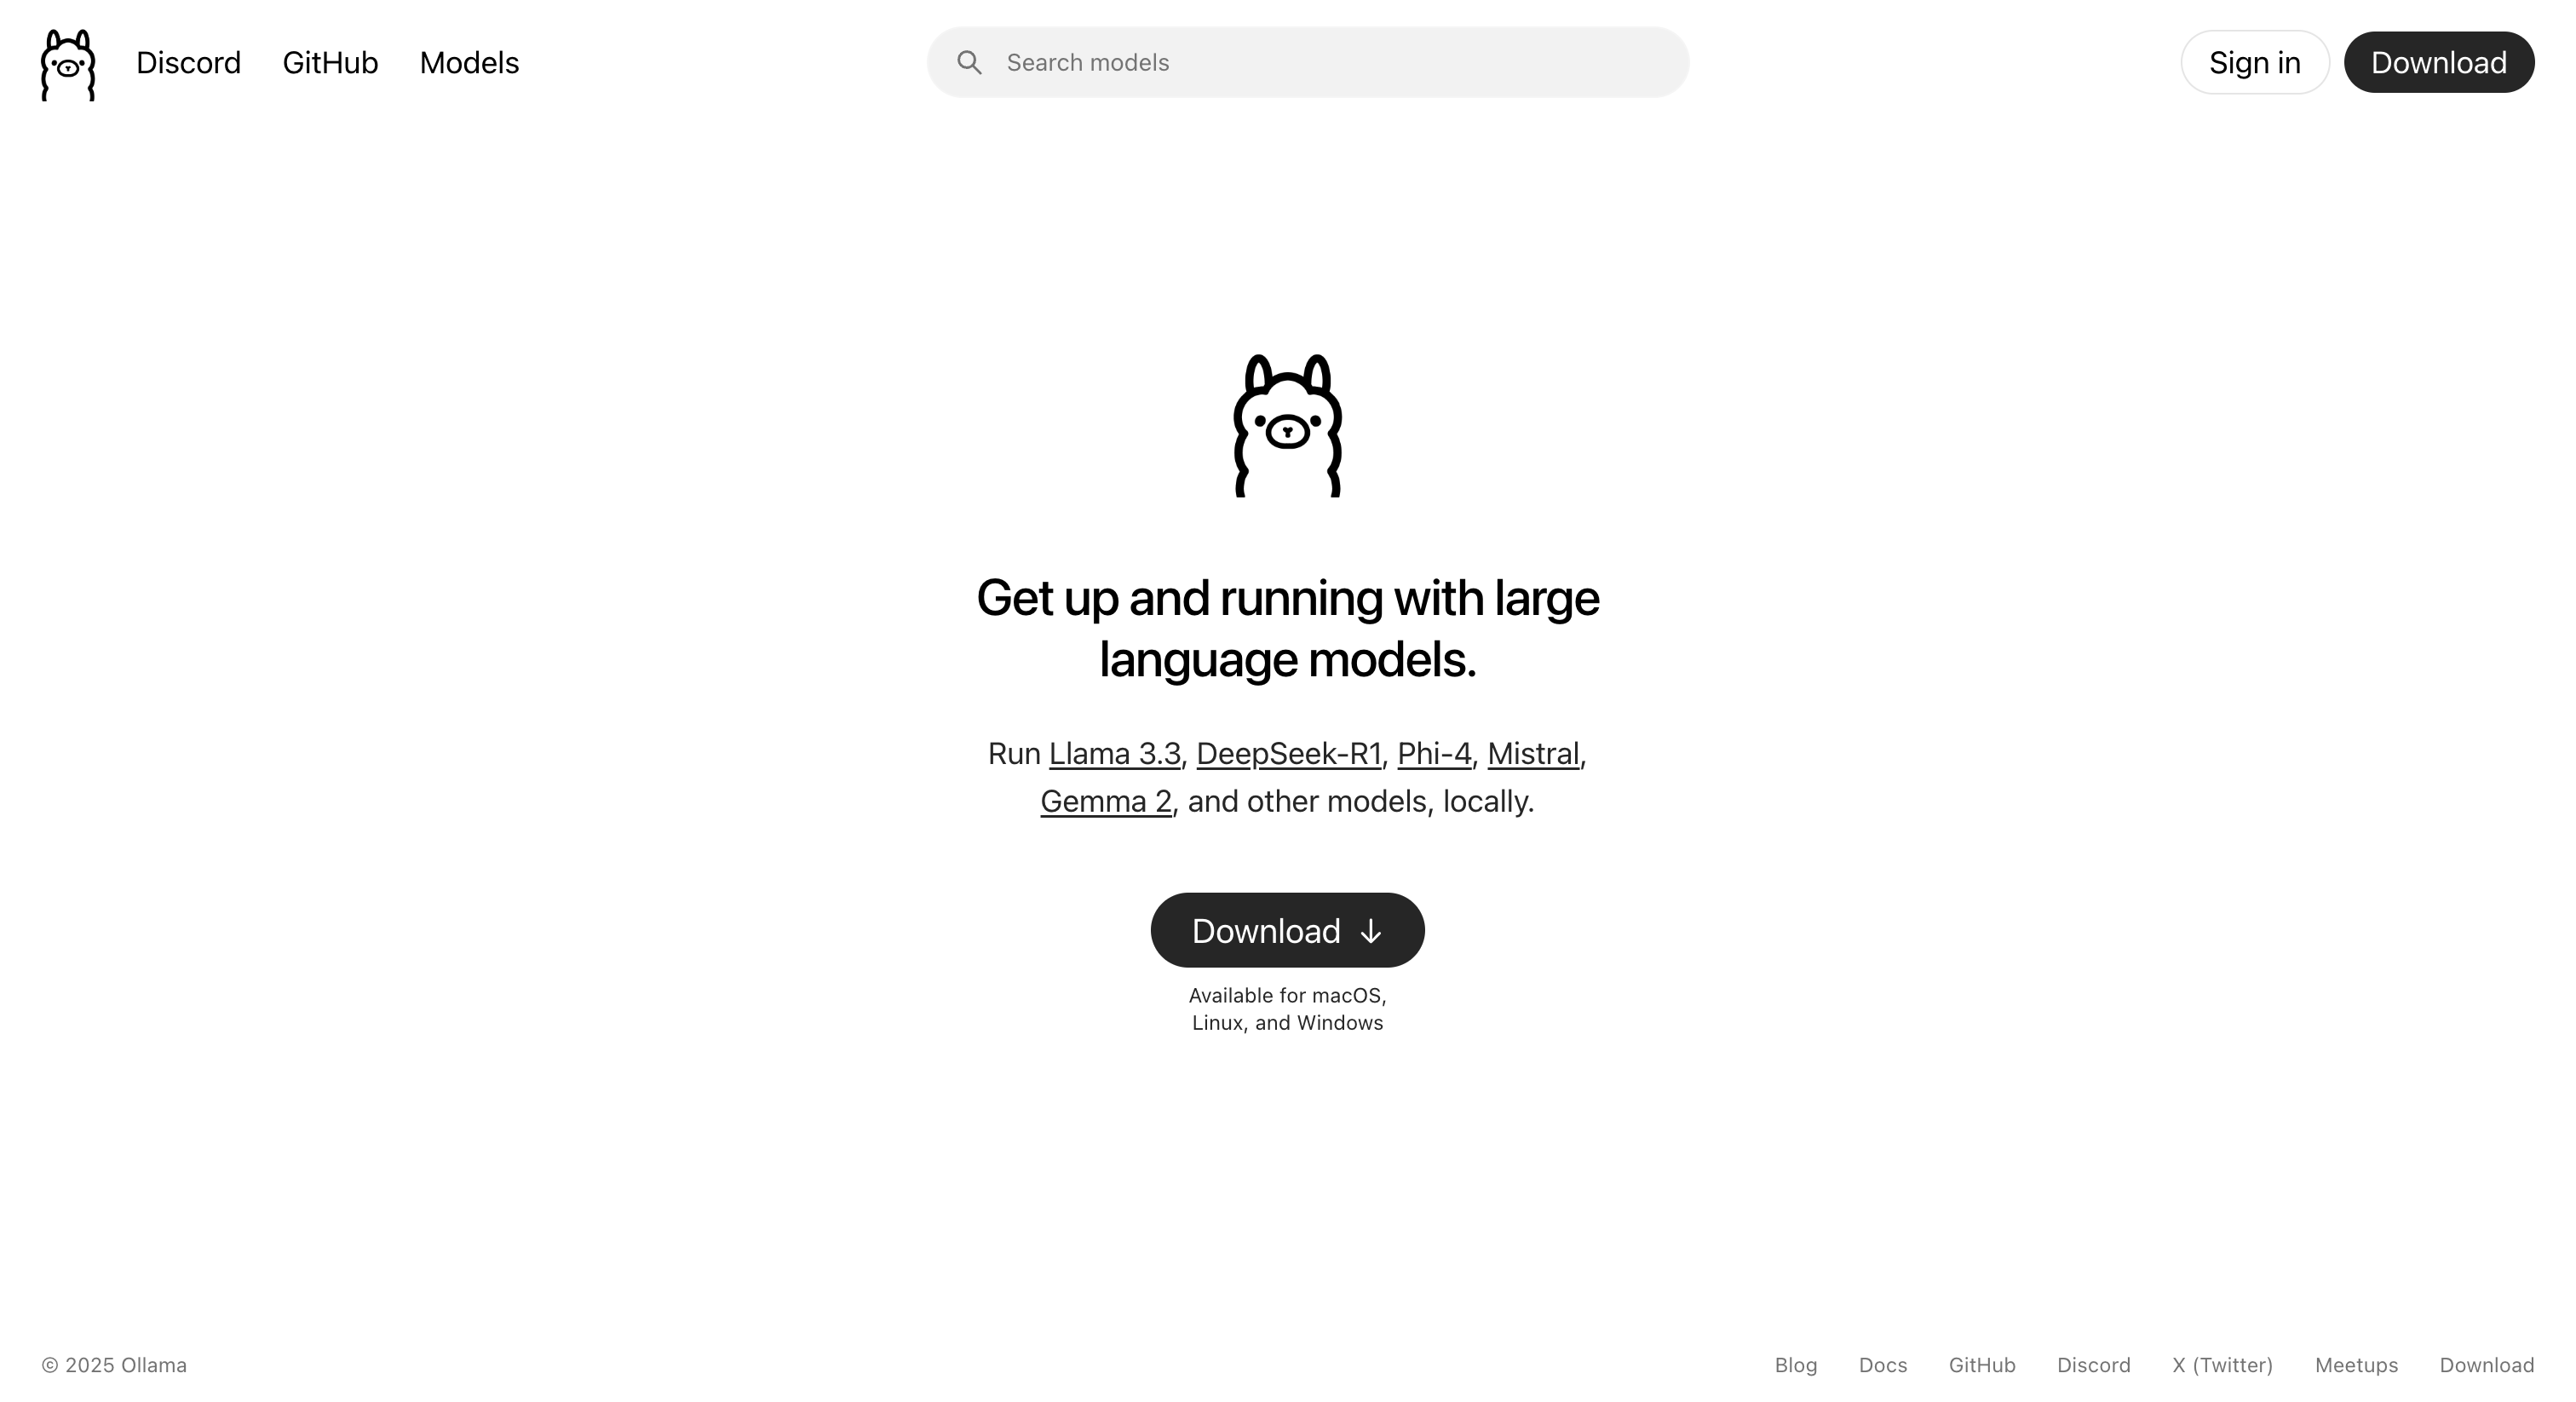 Discord GitHub Models Search models Sign in Download
Get up and running with large
language models.
Run Llama 3.3, DeepSeek-R1, Phi-4, Mistral,
Gemma 2, and other models, locally.
Download ↓
Available for macOS,
Linux, and Windows
© 2025 Ollama Blog Docs GitHub Discord X (Twitter) Meetups Download